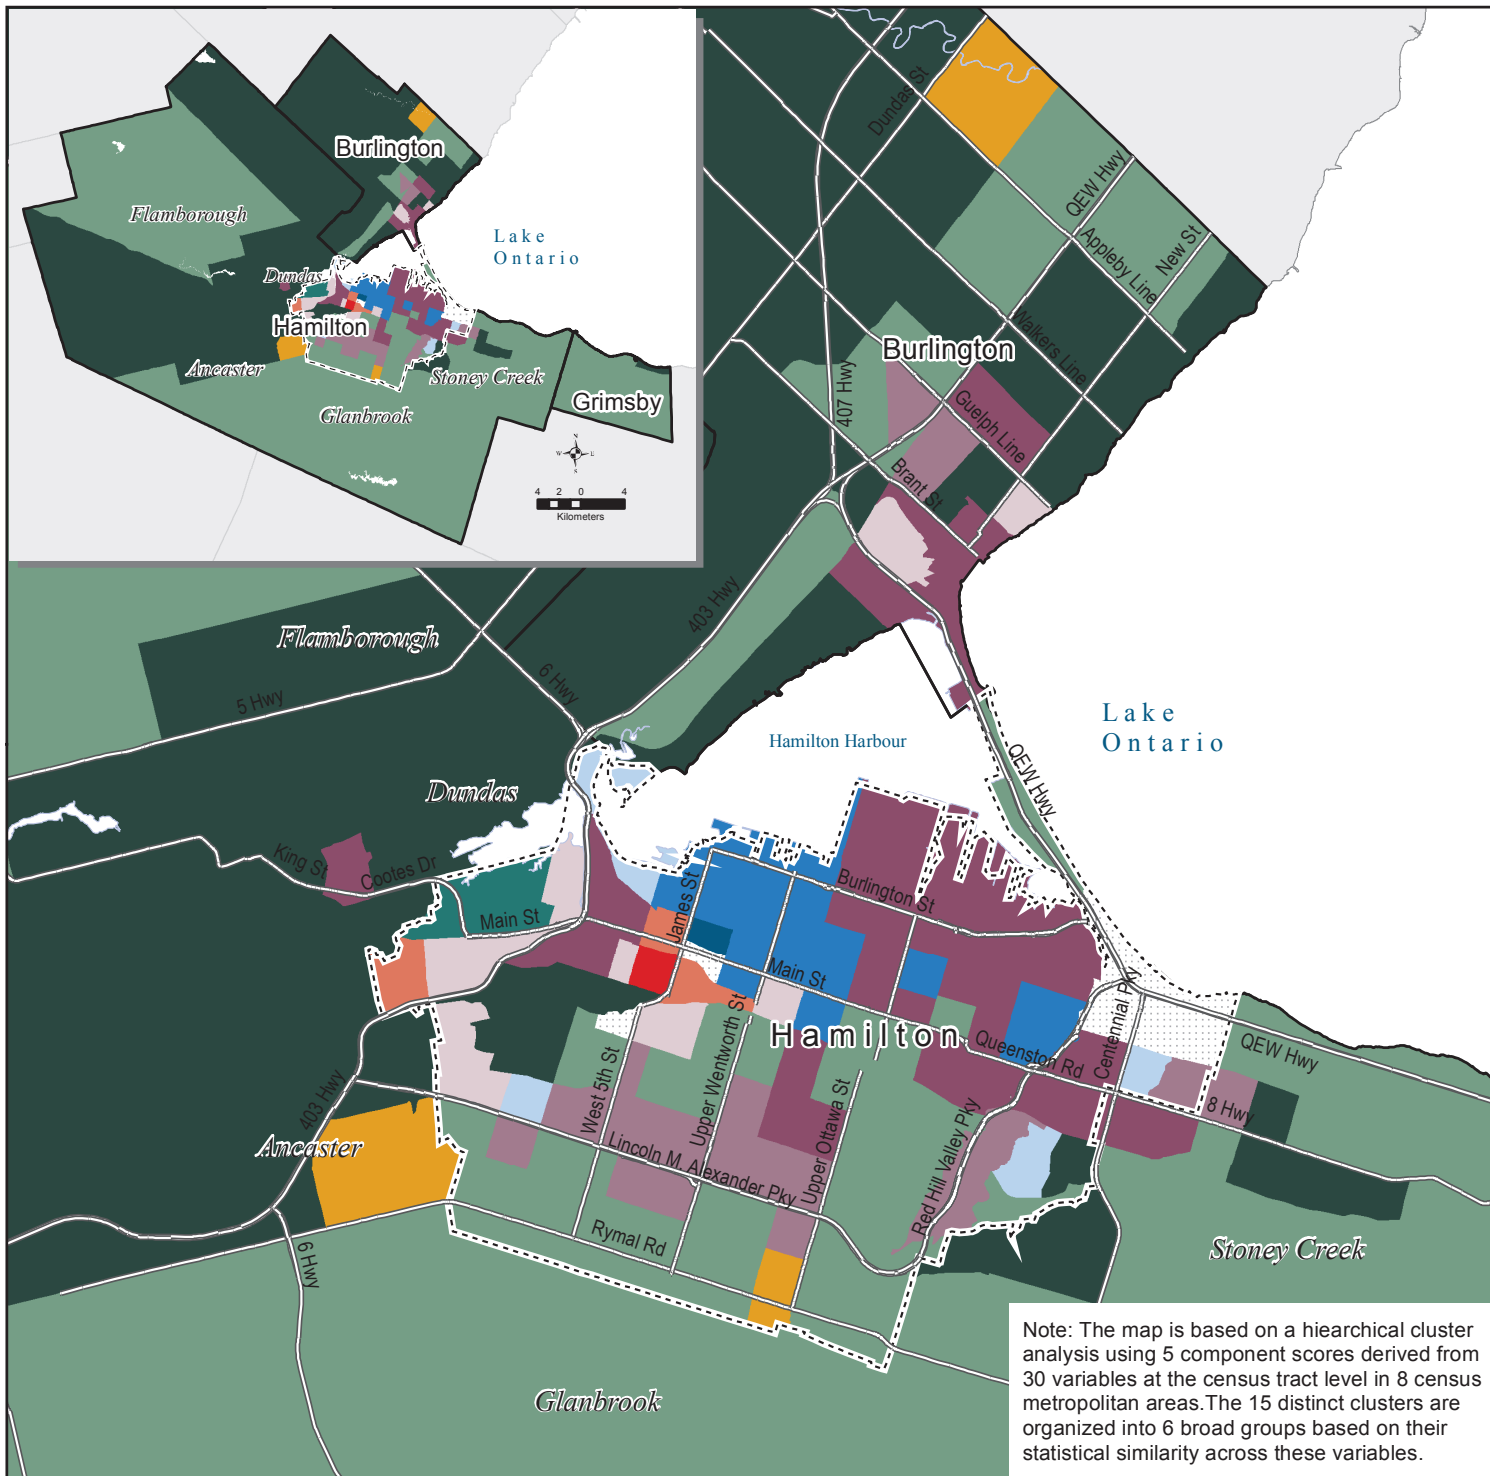 Burlington
Flamborough
Lake
Ontario
Dundas
Hamilton
Ancaster
Stoney Creek
Glanbrook
Grimsby
N
W
E
S
4 2 0 4
Kilometers
Dundas St
QEW Hwy
Appleby Line
New St
Walkers Line
Burlington
407 Hwy
Guelph Line
Brant St
403 Hwy
Flamborough
6 Hwy
5 Hwy
Lake
Ontario
Hamilton Harbour
QEW Hwy
Dundas
King St
Cootes Dr
Main St
James St
Burlington St
Main St
Hamilton
Queenston Rd
Centennial Pky
QEW Hwy
8 Hwy
West 5th St
Upper Wentworth St
Upper Ottawa St
Red Hill Valley Pky
Lincoln M. Alexander Pky
403 Hwy
Ancaster
6 Hwy
Rymal Rd
Stoney Creek
Glanbrook
Note: The map is based on a hiearchical cluster
analysis using 5 component scores derived from
30 variables at the census tract level in 8 census
metropolitan areas.The 15 distinct clusters are
organized into 6 broad groups based on their
statistical similarity across these variables.